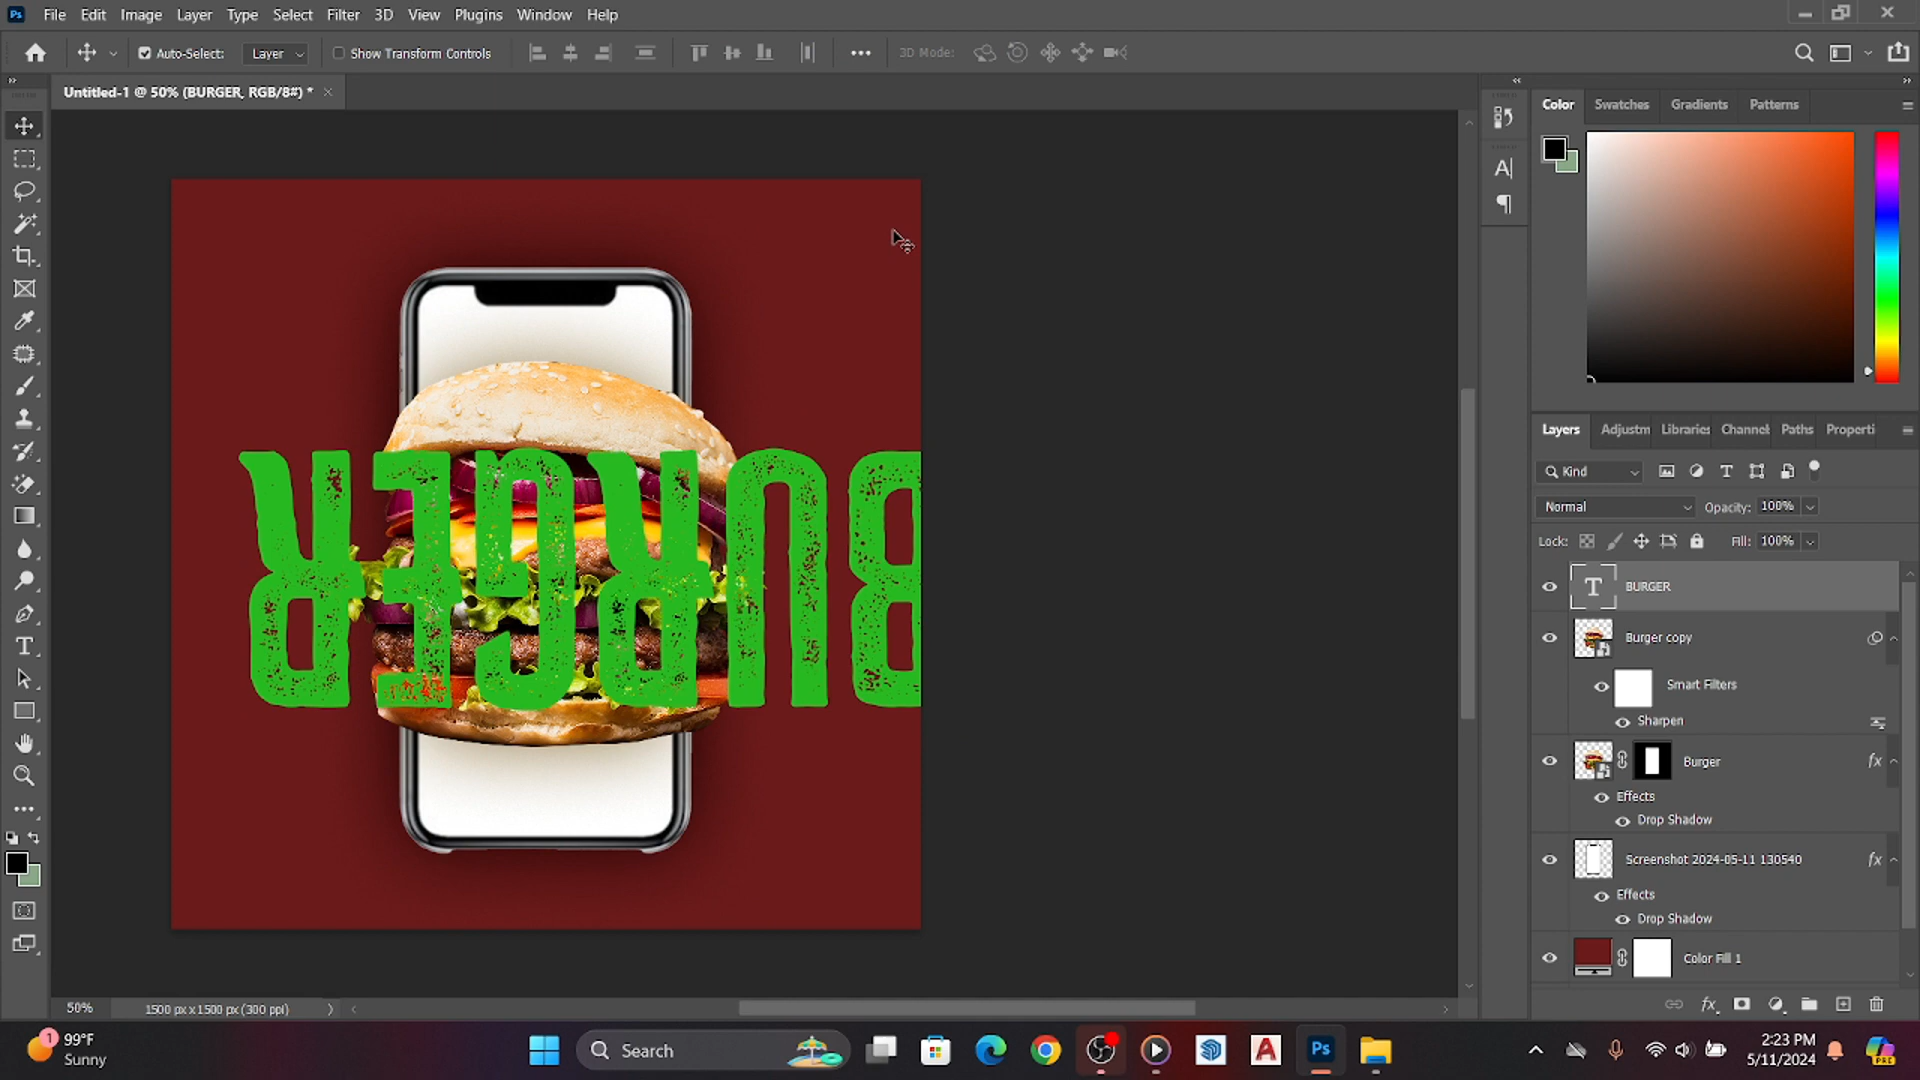 File Edit Image Layer Type Select Filter 3D View Plugins Window Help
Auto-Select: Layer Show Transform Controls 3D Mode:
Untitled-1 @ 50% (BURGER, RGB/8#) *
Color Swatches Gradients Patterns
BURGER
Layers Adjustm Libraries Channel Paths Properti
Kind
Normal Opacity: 100%
Lock: Fill: 100%
BURGER
Burger copy
Smart Filters
Sharpen
Burger fx
Effects
Drop Shadow
Screenshot 2024-05-11 130540 fx
Effects
Drop Shadow
Color Fill 1
50% 1500 px x 1500 px (300 ppi)
1 99°F
Sunny
Search
Ps
2:23 PM
5/11/2024